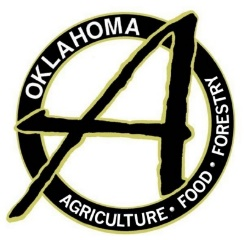 OKLAHOMA
A
AGRICULTURE • FOOD • FORESTRY